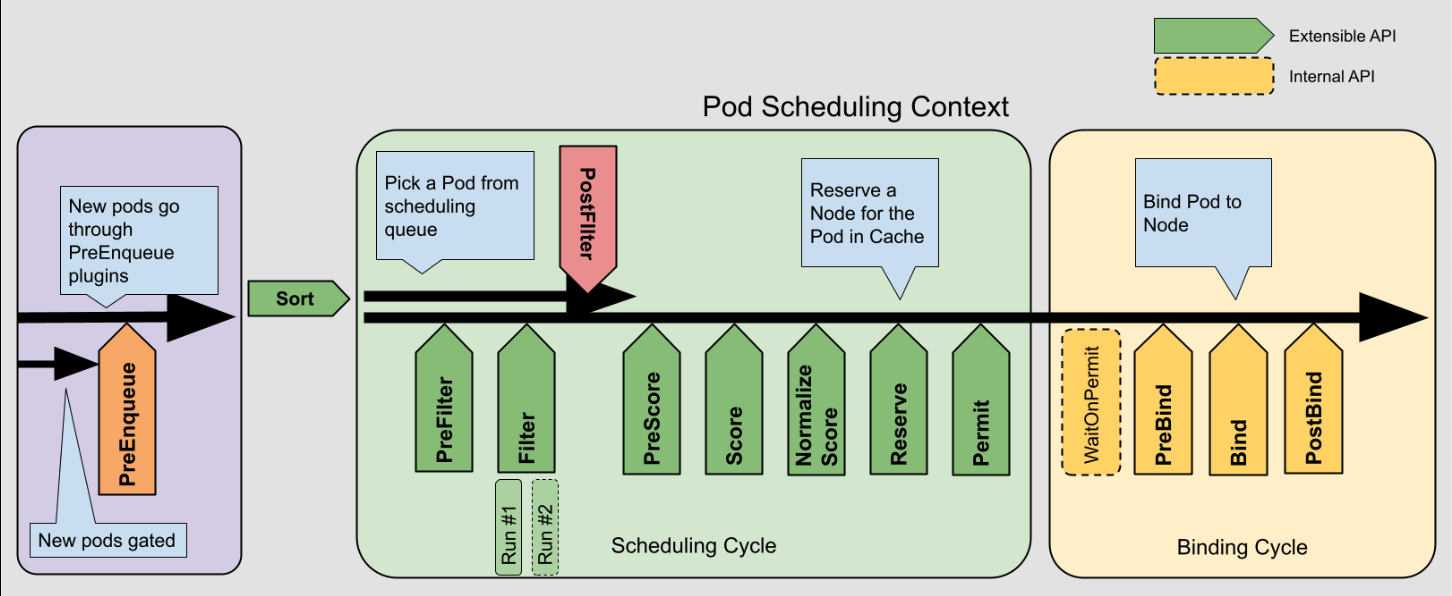 Extensible API
Internal API
Pod Scheduling Context
New pods go
through
PreEnqueue
plugins
PreEnqueue
New pods gated
Sort
Pick a Pod from
scheduling
queue
PostFIlter
Reserve a
Node for the
Pod in Cache
PreFilter
Filter
Run #1
Run #2
PreScore
Score
Normalize
Score
Reserve
Permit
Scheduling Cycle
Bind Pod to
Node
WaitOnPermit
PreBind
Bind
PostBind
Binding Cycle